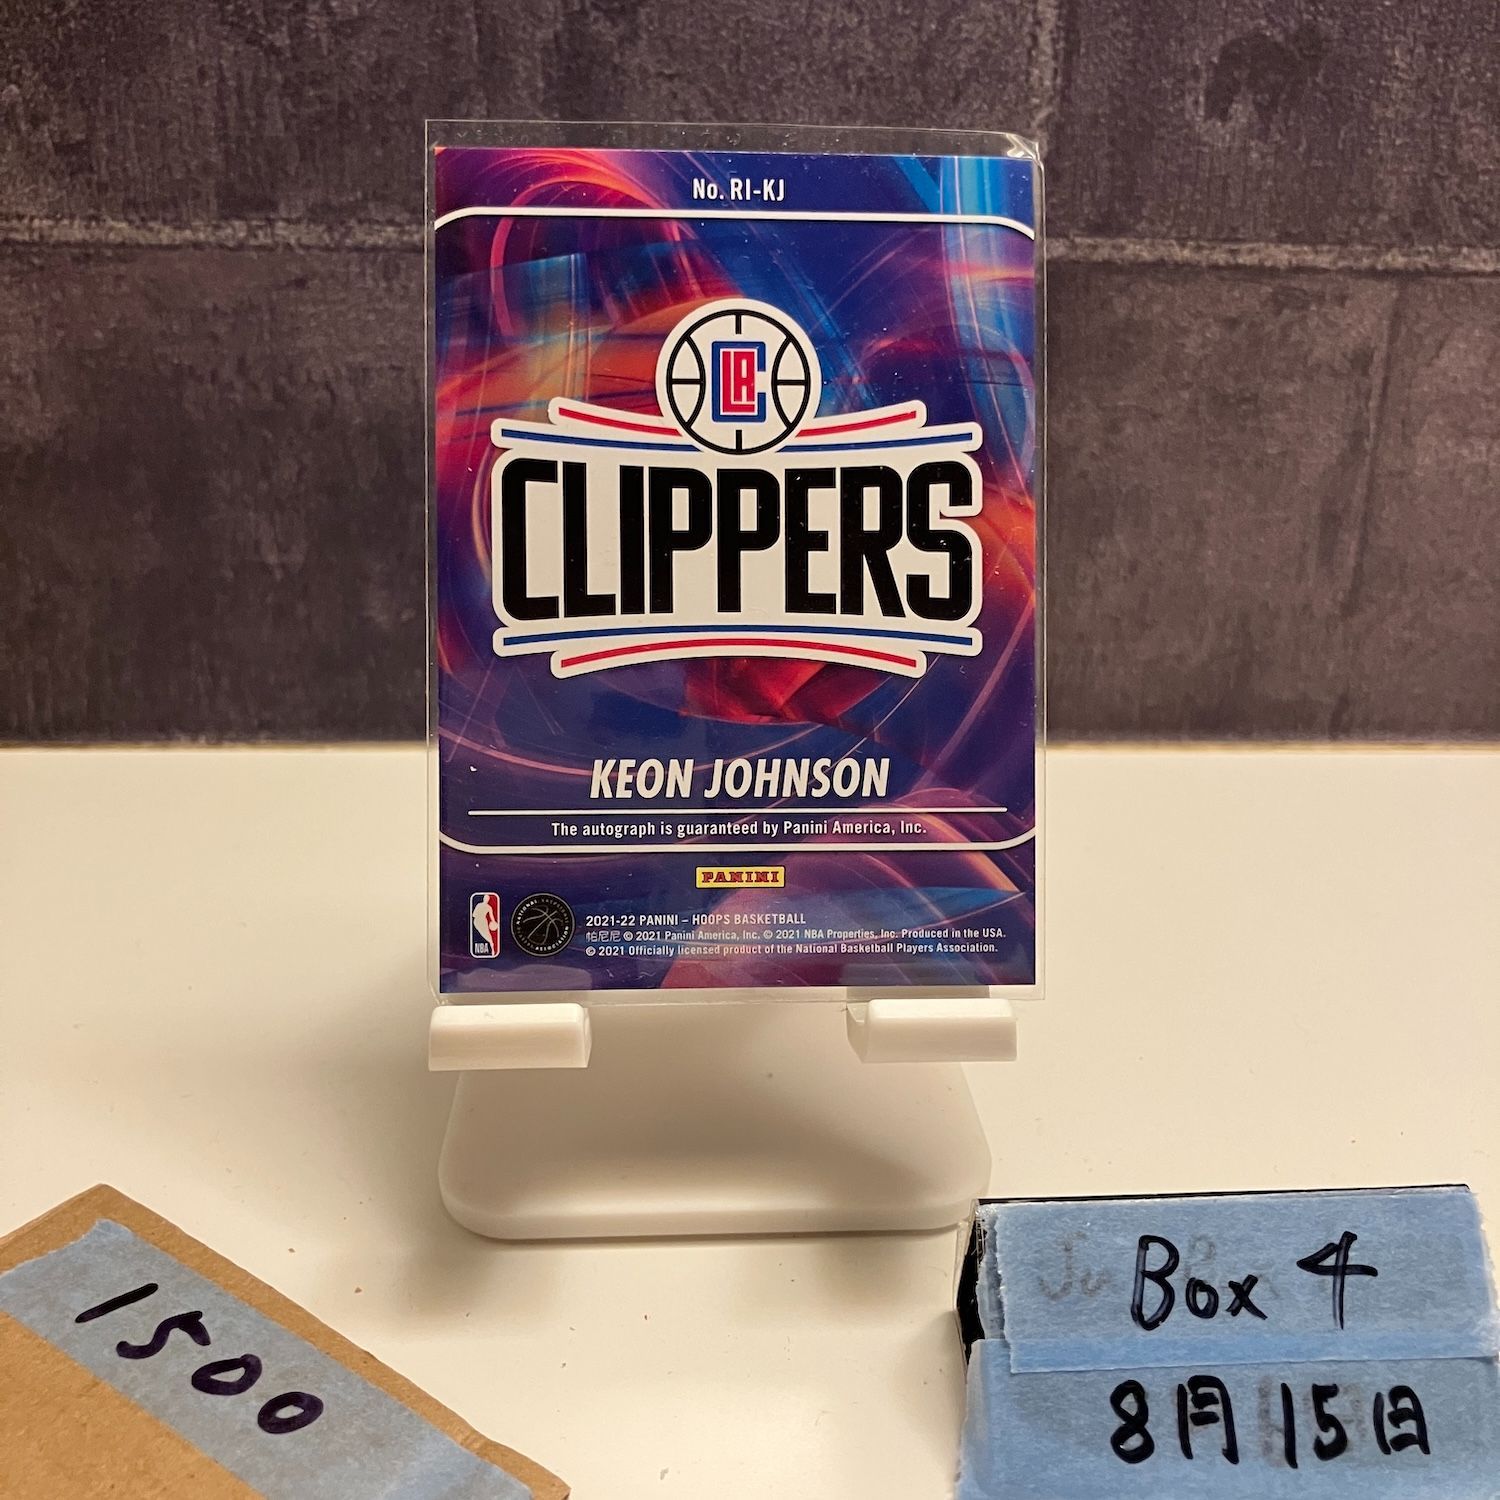 No. RI-KJ
LAC
CLIPPERS
KEON JOHNSON
The autograph is guaranteed by Panini America, Inc.
PANINI
NBA
2021-22 PANINI – HOOPS BASKETBALL
帕尼尼 © 2021 Panini America, Inc. © 2021 NBA Properties, Inc. Produced in the USA.
© 2021 Officially licensed product of the National Basketball Players Association.
1500
Box 4
8月15日